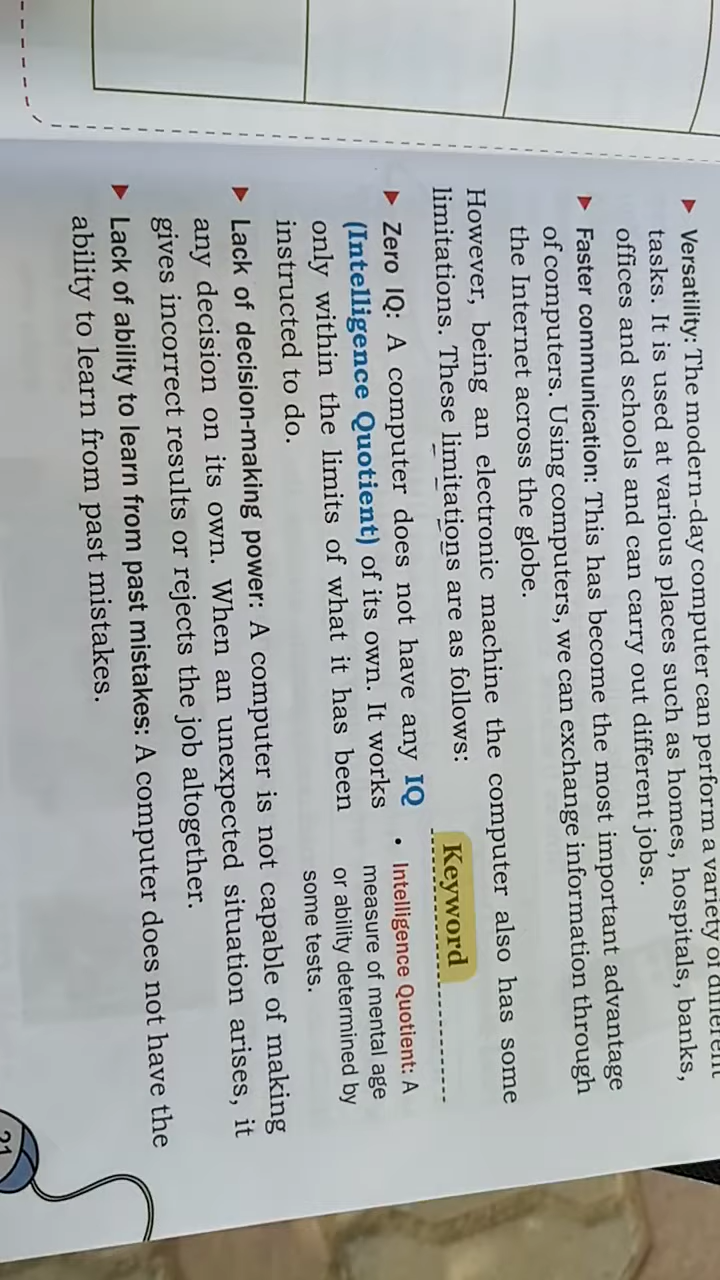 ▶ Versatility: The modern-day computer can perform a variety of different
tasks. It is used at various places such as homes, hospitals, banks,
offices and schools and can carry out different jobs.
▶ Faster communication: This has become the most important advantage
of computers. Using computers, we can exchange information through
the Internet across the globe.
However, being an electronic machine the computer also has some
limitations. These limitations are as follows:
▶ Zero IQ: A computer does not have any IQ
(Intelligence Quotient) of its own. It works
only within the limits of what it has been
instructed to do.
Keyword
• Intelligence Quotient: A
measure of mental age
or ability determined by
some tests.
▶ Lack of decision-making power: A computer is not capable of making
any decision on its own. When an unexpected situation arises, it
gives incorrect results or rejects the job altogether.
▶ Lack of ability to learn from past mistakes: A computer does not have the
ability to learn from past mistakes.
21